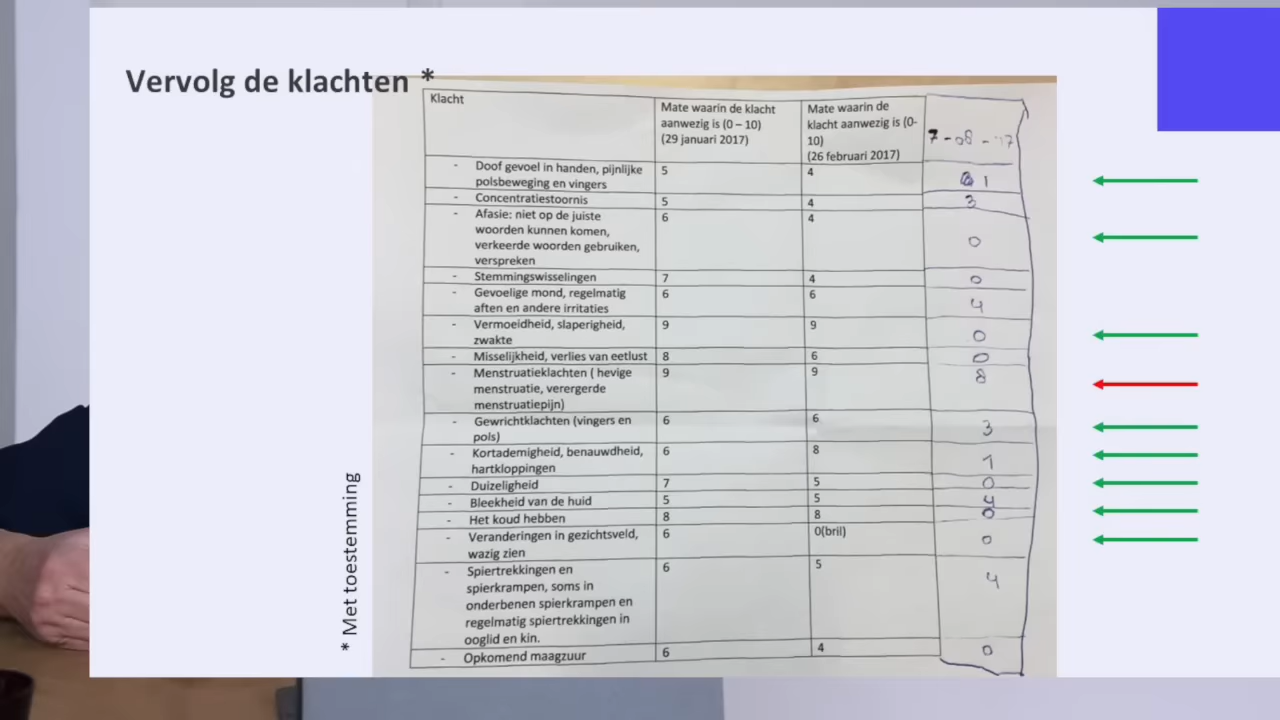 Vervolg de klachten *
Klacht
Mate waarin de klacht
aanwezig is (0 – 10)
(29 januari 2017)
Mate waarin de
klacht aanwezig is (0-
10)
(26 februari 2017)
7-08-'17
- Doof gevoel in handen, pijnlijke
polsbeweging en vingers
5
4
1
- Concentratiestoornis
5
4
3
- Afasie: niet op de juiste
woorden kunnen komen,
verkeerde woorden gebruiken,
verspreken
6
4
0
- Stemmingswisselingen
7
4
0
- Gevoelige mond, regelmatig
aften en andere irritaties
6
6
4
- Vermoeidheid, slaperigheid,
zwakte
9
9
0
- Misselijkheid, verlies van eetlust
8
6
0
- Menstruatieklachten ( hevige
menstruatie, verergerde
menstruatiepijn)
9
9
8
- Gewrichtklachten (vingers en
pols)
6
6
3
- Kortademigheid, benauwdheid,
hartkloppingen
6
8
1
- Duizeligheid
7
5
0
- Bleekheid van de huid
5
5
4
- Het koud hebben
8
8
0
- Veranderingen in gezichtsveld,
wazig zien
6
0(bril)
0
- Spiertrekkingen en
spierkrampen, soms in
onderbenen spierkrampen en
regelmatig spiertrekkingen in
ooglid en kin.
6
5
4
- Opkomend maagzuur
6
4
0
* Met toestemming